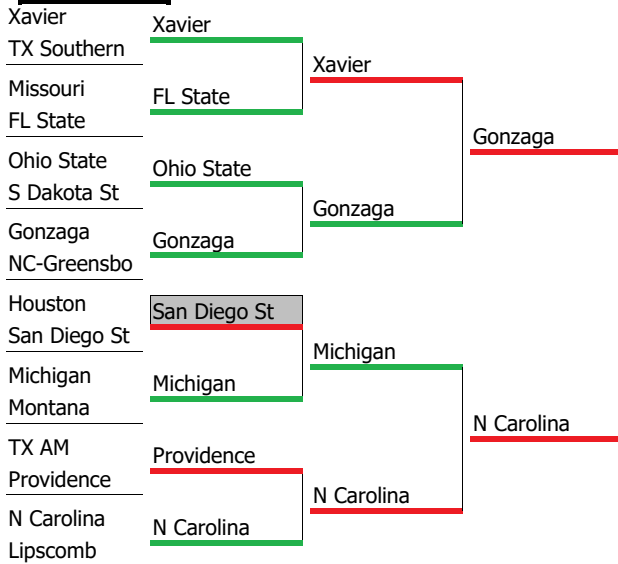 Xavier
TX Southern
Missouri
FL State
Ohio State
S Dakota St
Gonzaga
NC-Greensbo
Houston
San Diego St
Michigan
Montana
TX AM
Providence
N Carolina
Lipscomb
Xavier
FL State
Ohio State
Gonzaga
San Diego St
Michigan
Providence
N Carolina
Xavier
Gonzaga
Michigan
N Carolina
Gonzaga
N Carolina